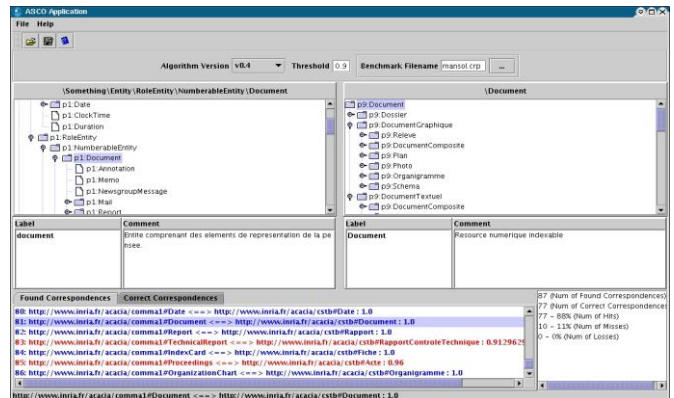 ASCO Application
File Help
Algorithm Version v0.4 Threshold 0.9 Benchmark Filename mansol.crp ...
\Something\Entity\RoleEntity\NumberableEntity\Document
p1:Date
p1:ClockTime
p1:Duration
p1:RoleEntity
p1:NumberableEntity
p1:Document
p1:Annotation
p1:Memo
p1:NewsgroupMessage
p1:Mail
p1:Report
\Document
p9:Document
p9:Dossier
p9:DocumentGraphique
p9:Releve
p9:DocumentComposite
p9:Plan
p9:Photo
p9:Organigramme
p9:Schema
p9:DocumentTextuel
p9:DocumentComposite
Label Comment
document Entite comprenant des elements de representation de la pe
nsee.
Label Comment
Document Resource numerique indexable
Found Correspondences Correct Correspondences
80: http://www.inria.fr/acacia/comma1#Date <==> http://www.inria.fr/acacia/cstb#Date : 1.0
81: http://www.inria.fr/acacia/comma1#Document <==> http://www.inria.fr/acacia/cstb#Document : 1.0
82: http://www.inria.fr/acacia/comma1#Report <==> http://www.inria.fr/acacia/cstb#Rapport : 1.0
83: http://www.inria.fr/acacia/comma1#TechnicalReport <==> http://www.inria.fr/acacia/cstb#RapportControleTechnique : 0.9129629
84: http://www.inria.fr/acacia/comma1#IndexCard <==> http://www.inria.fr/acacia/cstb#Fiche : 1.0
85: http://www.inria.fr/acacia/comma1#Proceedings <==> http://www.inria.fr/acacia/cstb#Acte : 0.96
86: http://www.inria.fr/acacia/comma1#OrganizationChart <==> http://www.inria.fr/acacia/cstb#Organigramme : 1.0
87 (Num of Found Correspondences)
77 (Num of Correct Correspondences
77 - 88% (Num of Hits)
10 - 11% (Num of Misses)
0 - 0% (Num of Losses)
http://www.inria.fr/acacia/comma1#Document <==> http://www.inria.fr/acacia/cstb#Document : 1.0